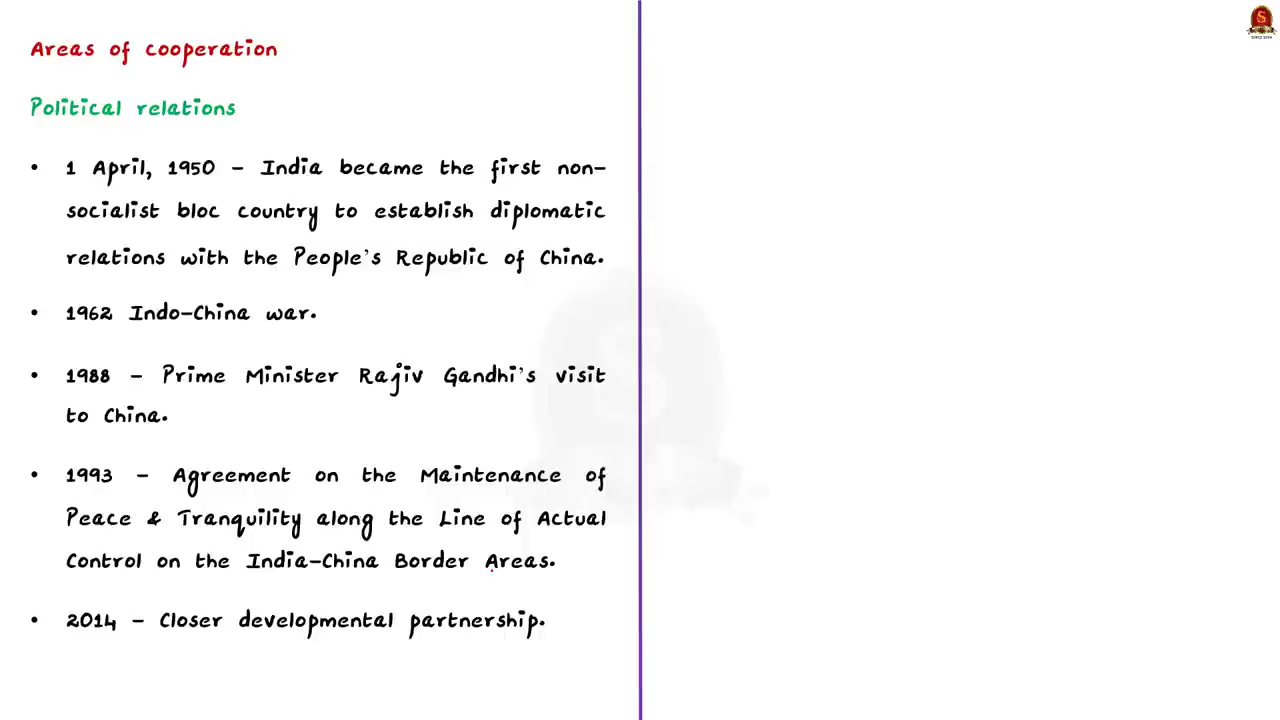 Areas of cooperation
Political relations
• 1 April, 1950 – India became the first non-
socialist bloc country to establish diplomatic
relations with the People's Republic of China.
• 1962 Indo-China war.
• 1988 – Prime Minister Rajiv Gandhi's visit
to China.
• 1993 – Agreement on the Maintenance of
Peace & Tranquility along the Line of Actual
Control on the India-China Border Areas.
• 2014 – Closer developmental partnership.